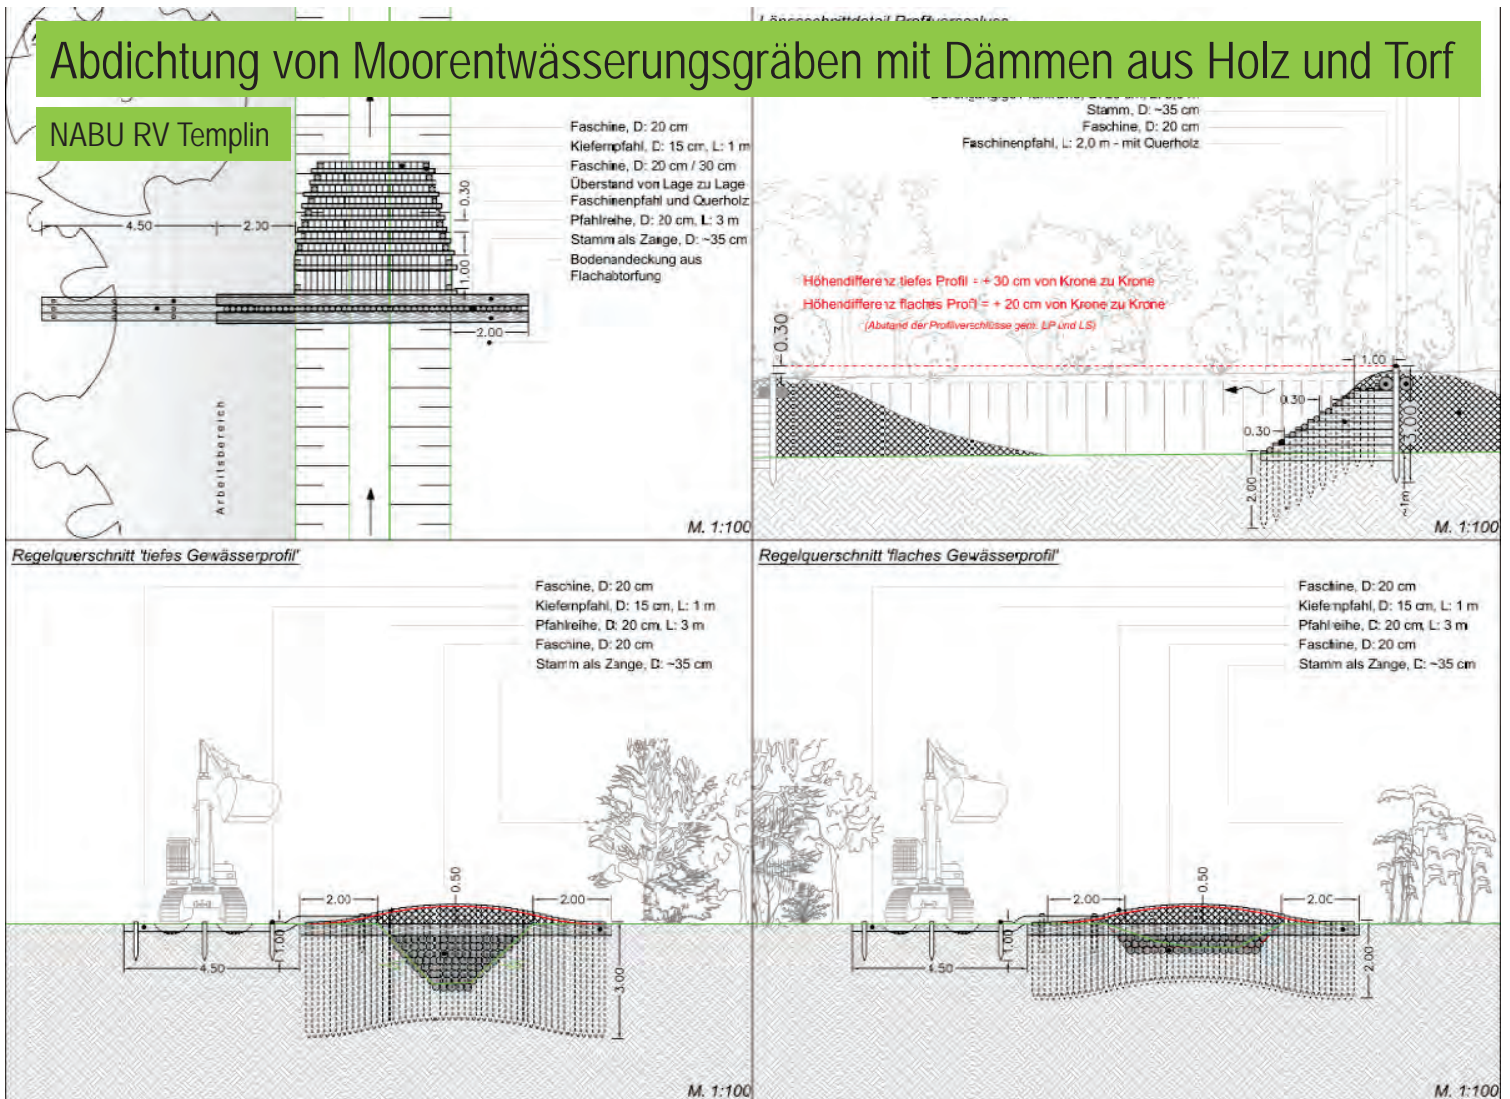 Abdichtung von Moorentwässerungsgräben mit Dämmen aus Holz und Torf
NABU RV Templin
Faschine, D: 20 cm
Kiefernpfahl, D: 15 cm, L: 1 m
Faschine, D: 20 cm / 30 cm
Überstand von Lage zu Lage
Faschinenpfahl und Querholz
Pfahlreihe, D: 20 cm, L: 3 m
Stamm als Zange, D: ~35 cm
Bodenandeckung aus
Flachabtorfung
4.50
2.00
0.30
1.00
2.00
Arbeitsbereich
M. 1:100
Stamm, D: ~35 cm
Faschine, D: 20 cm
Faschinenpfahl, L: 2,0 m - mit Querholz
Höhendifferenz tiefes Profil = + 30 cm von Krone zu Krone
Höhendifferenz flaches Profil = + 20 cm von Krone zu Krone
(Abstand der Profilverschlüsse gem. LP und LS)
0.30
1.00
0.30
0.30
3.00
2.00
~1m
M. 1:100
Regelquerschnitt 'tiefes Gewässerprofil'
Faschine, D: 20 cm
Kiefernpfahl, D: 15 cm, L: 1 m
Pfahlreihe, D: 20 cm, L: 3 m
Faschine, D: 20 cm
Stamm als Zange, D: ~35 cm
2.00
0.50
2.00
1.00
4.50
3.00
M. 1:100
Regelquerschnitt 'flaches Gewässerprofil'
Faschine, D: 20 cm
Kiefernpfahl, D: 15 cm, L: 1 m
Pfahlreihe, D: 20 cm, L: 3 m
Faschine, D: 20 cm
Stamm als Zange, D: ~35 cm
2.00
0.50
2.00
1.00
4.50
2.00
M. 1:100